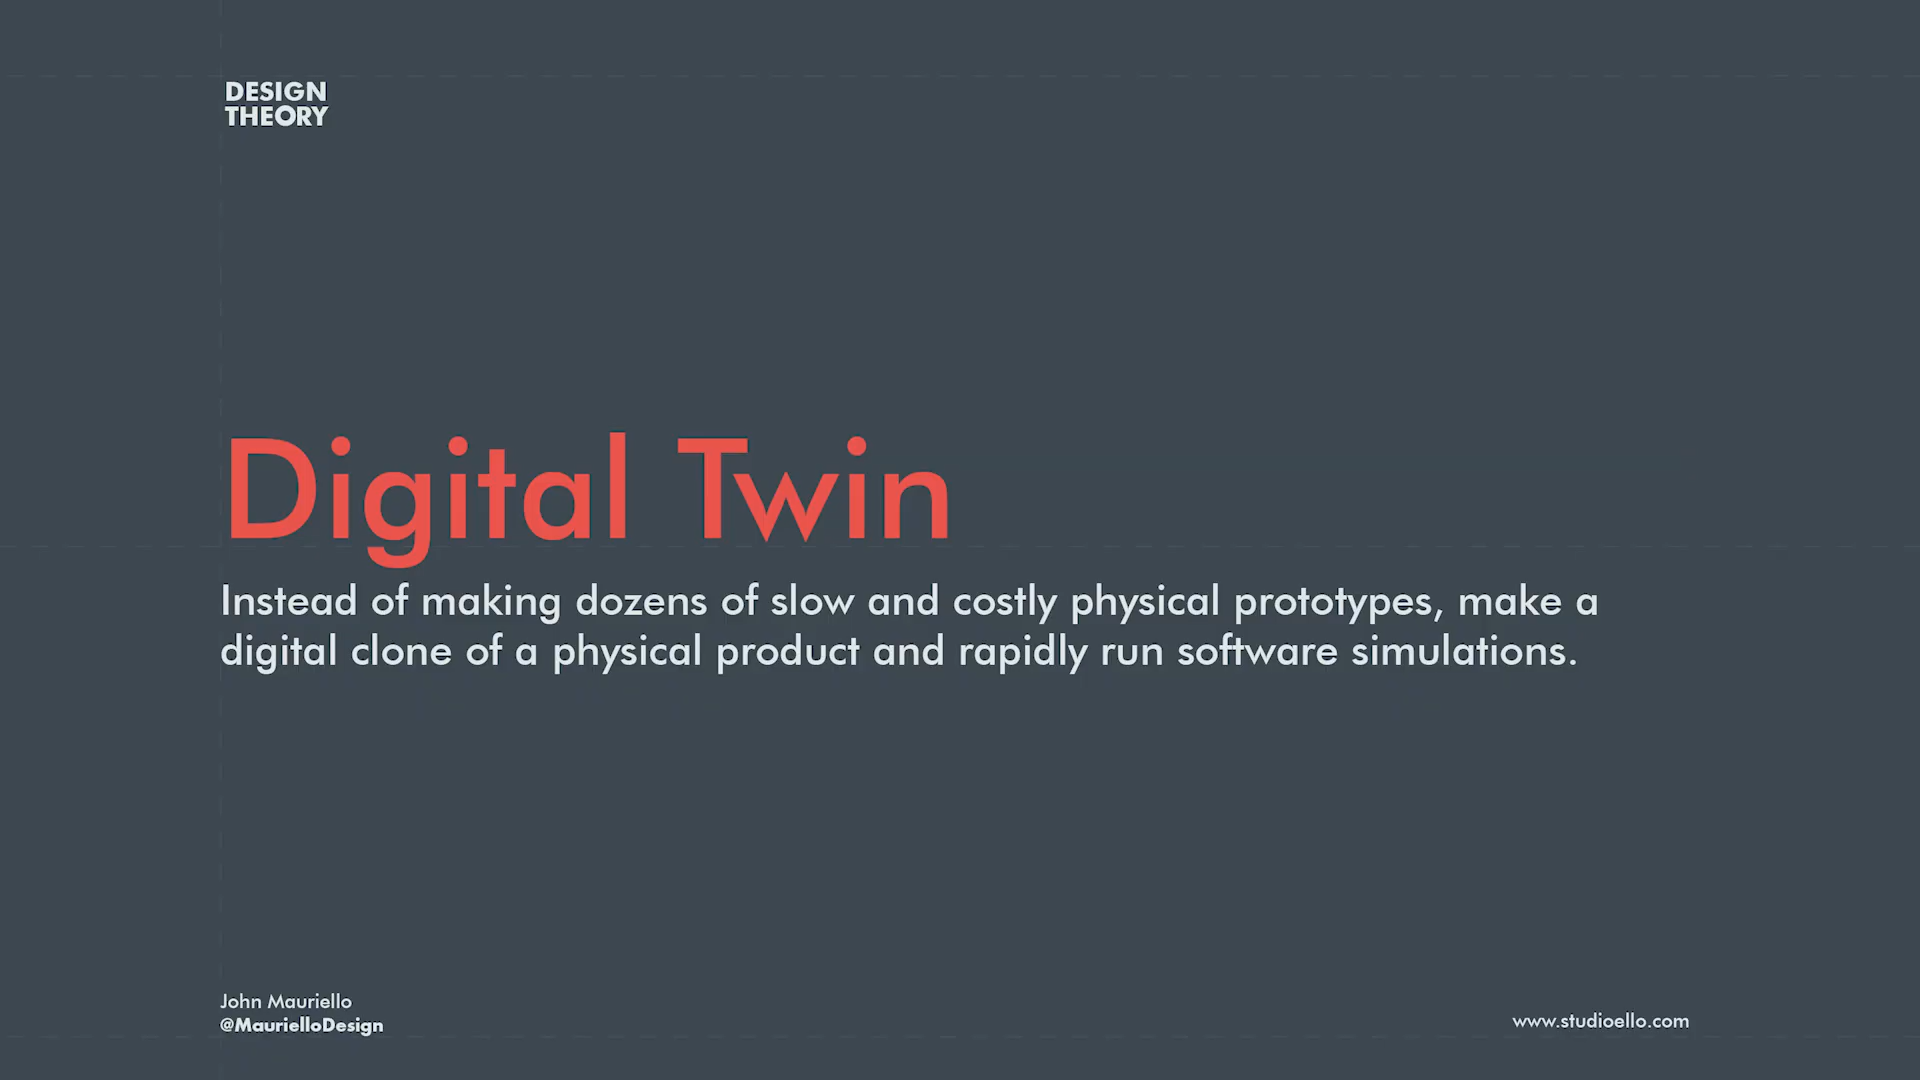 DESIGN
THEORY
Digital Twin
Instead of making dozens of slow and costly physical prototypes, make a
digital clone of a physical product and rapidly run software simulations.
John Mauriello
@MaurielloDesign
www.studioello.com